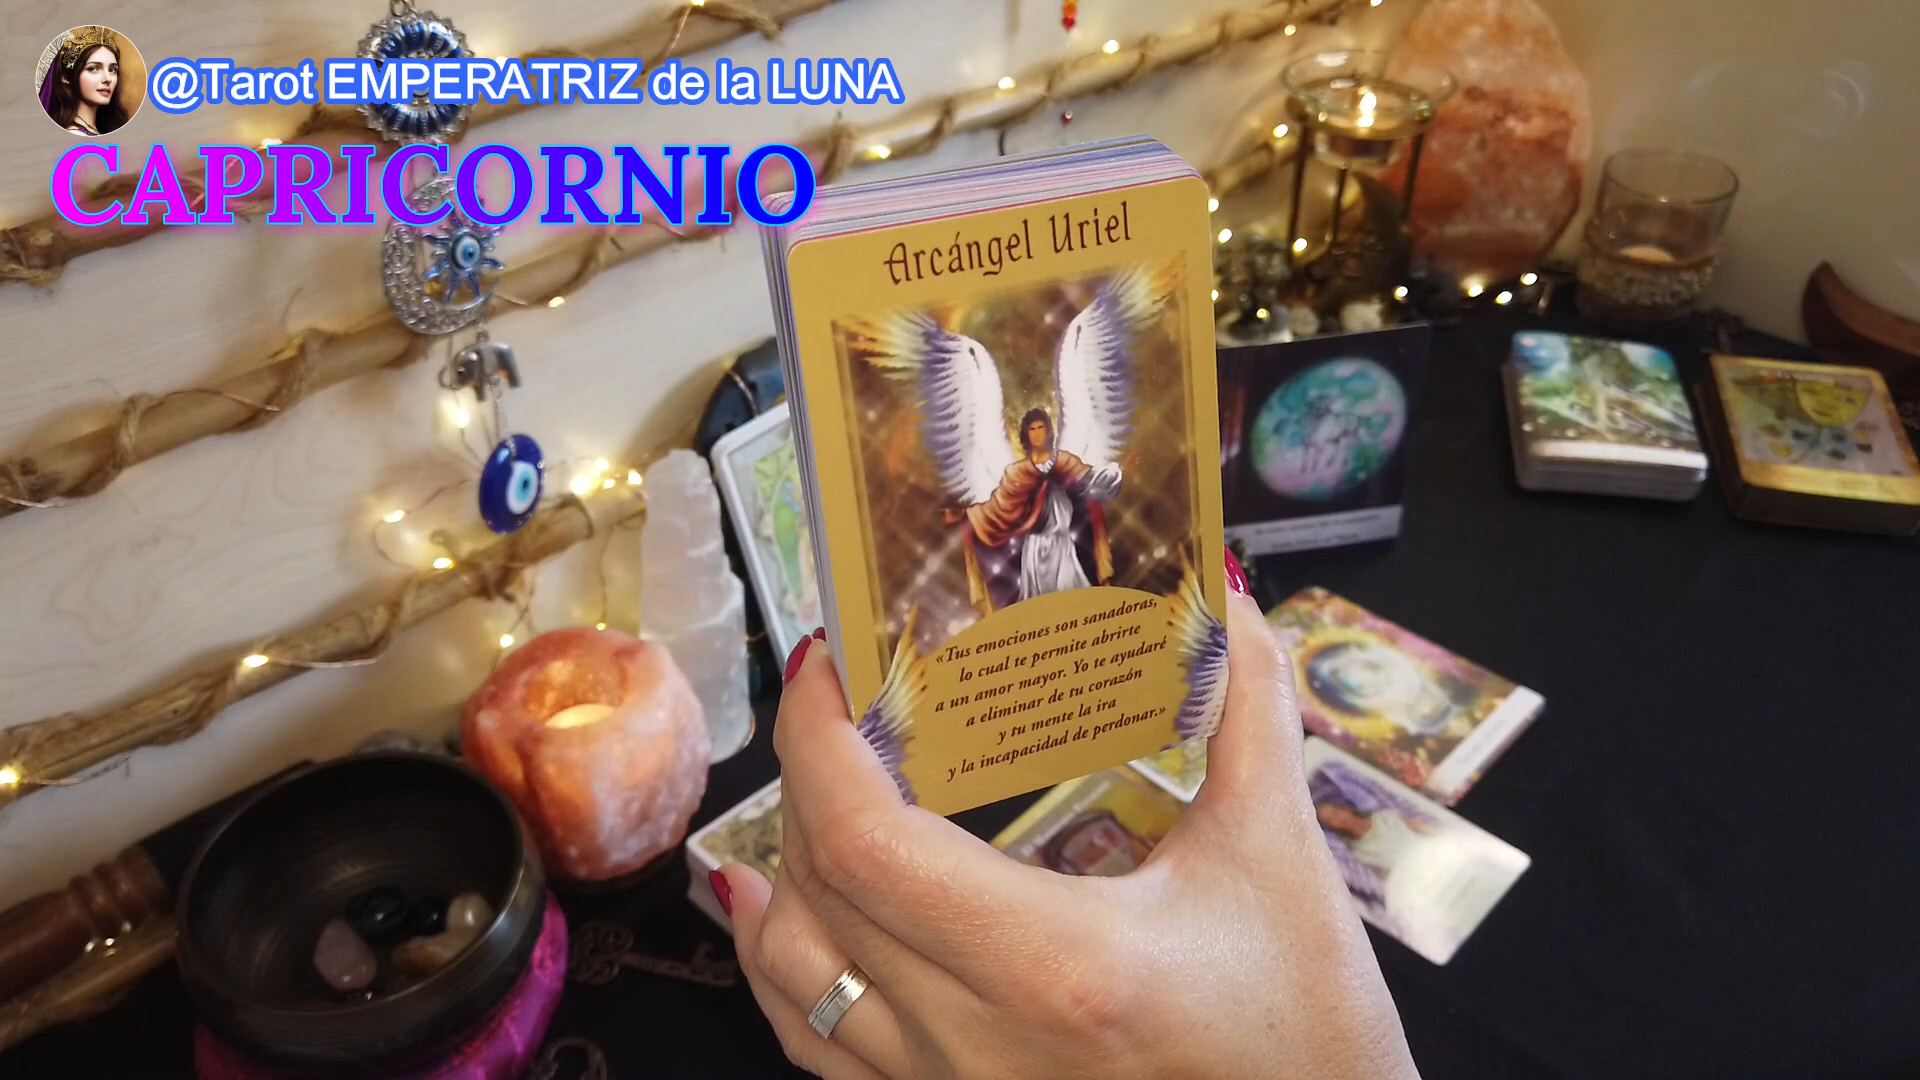 @Tarot EMPERATRIZ de la LUNA
CAPRICORNIO
Arcángel Uriel
«Tus emociones son sanadoras,
lo cual te permite abrirte
a un amor mayor. Yo te ayudaré
a eliminar de tu corazón
y tu mente la ira
y la incapacidad de perdonar.»